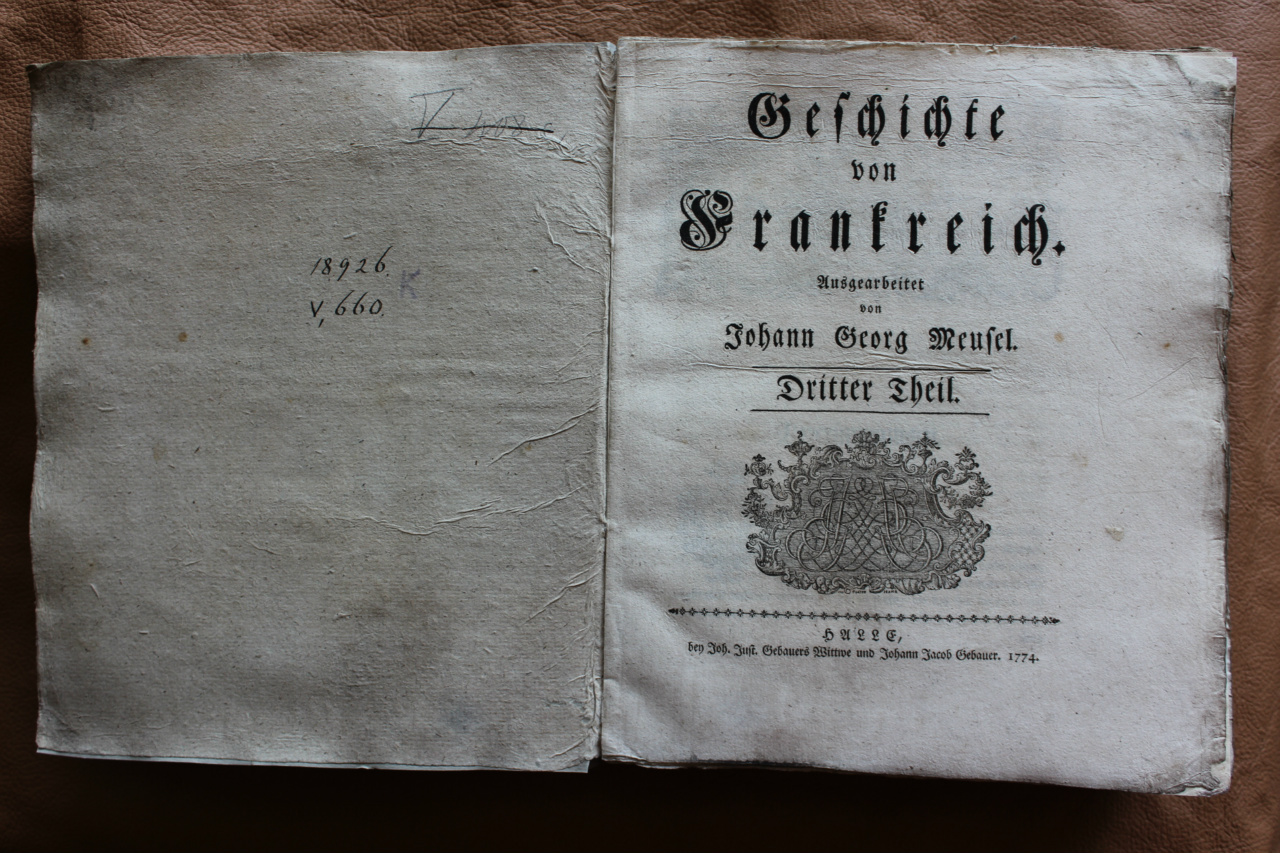 18926.
K
V, 660.
Geſchichte
von
Frankreich.
Ausgearbeitet
von
Johann Georg Meuſel.
Dritter Theil.
HALLE,
bey Joh. Juſt. Gebauers Wittwe und Johann Jacob Gebauer. 1774.